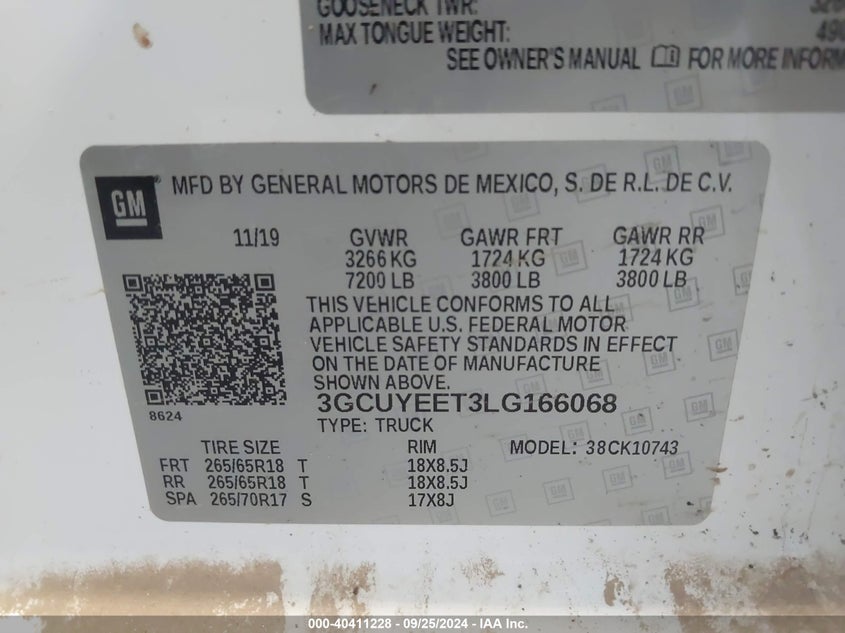 GOOSENECK TWR:
MAX TONGUE WEIGHT:
SEE OWNER'S MANUAL FOR MORE INFORM
GM
MFD BY GENERAL MOTORS DE MEXICO, S. DE R.L. DE C.V.
11/19 GVWR GAWR FRT GAWR RR
3266 KG 1724 KG 1724 KG
7200 LB 3800 LB 3800 LB
THIS VEHICLE CONFORMS TO ALL
APPLICABLE U.S. FEDERAL MOTOR
VEHICLE SAFETY STANDARDS IN EFFECT
ON THE DATE OF MANUFACTURE
SHOWN ABOVE.
8624
3GCUYEET3LG166068
TYPE: TRUCK
TIRE SIZE RIM MODEL: 38CK10743
FRT 265/65R18 T 18X8.5J
RR 265/65R18 T 18X8.5J
SPA 265/70R17 S 17X8J
000-40411228 - 09/25/2024 - IAA Inc.